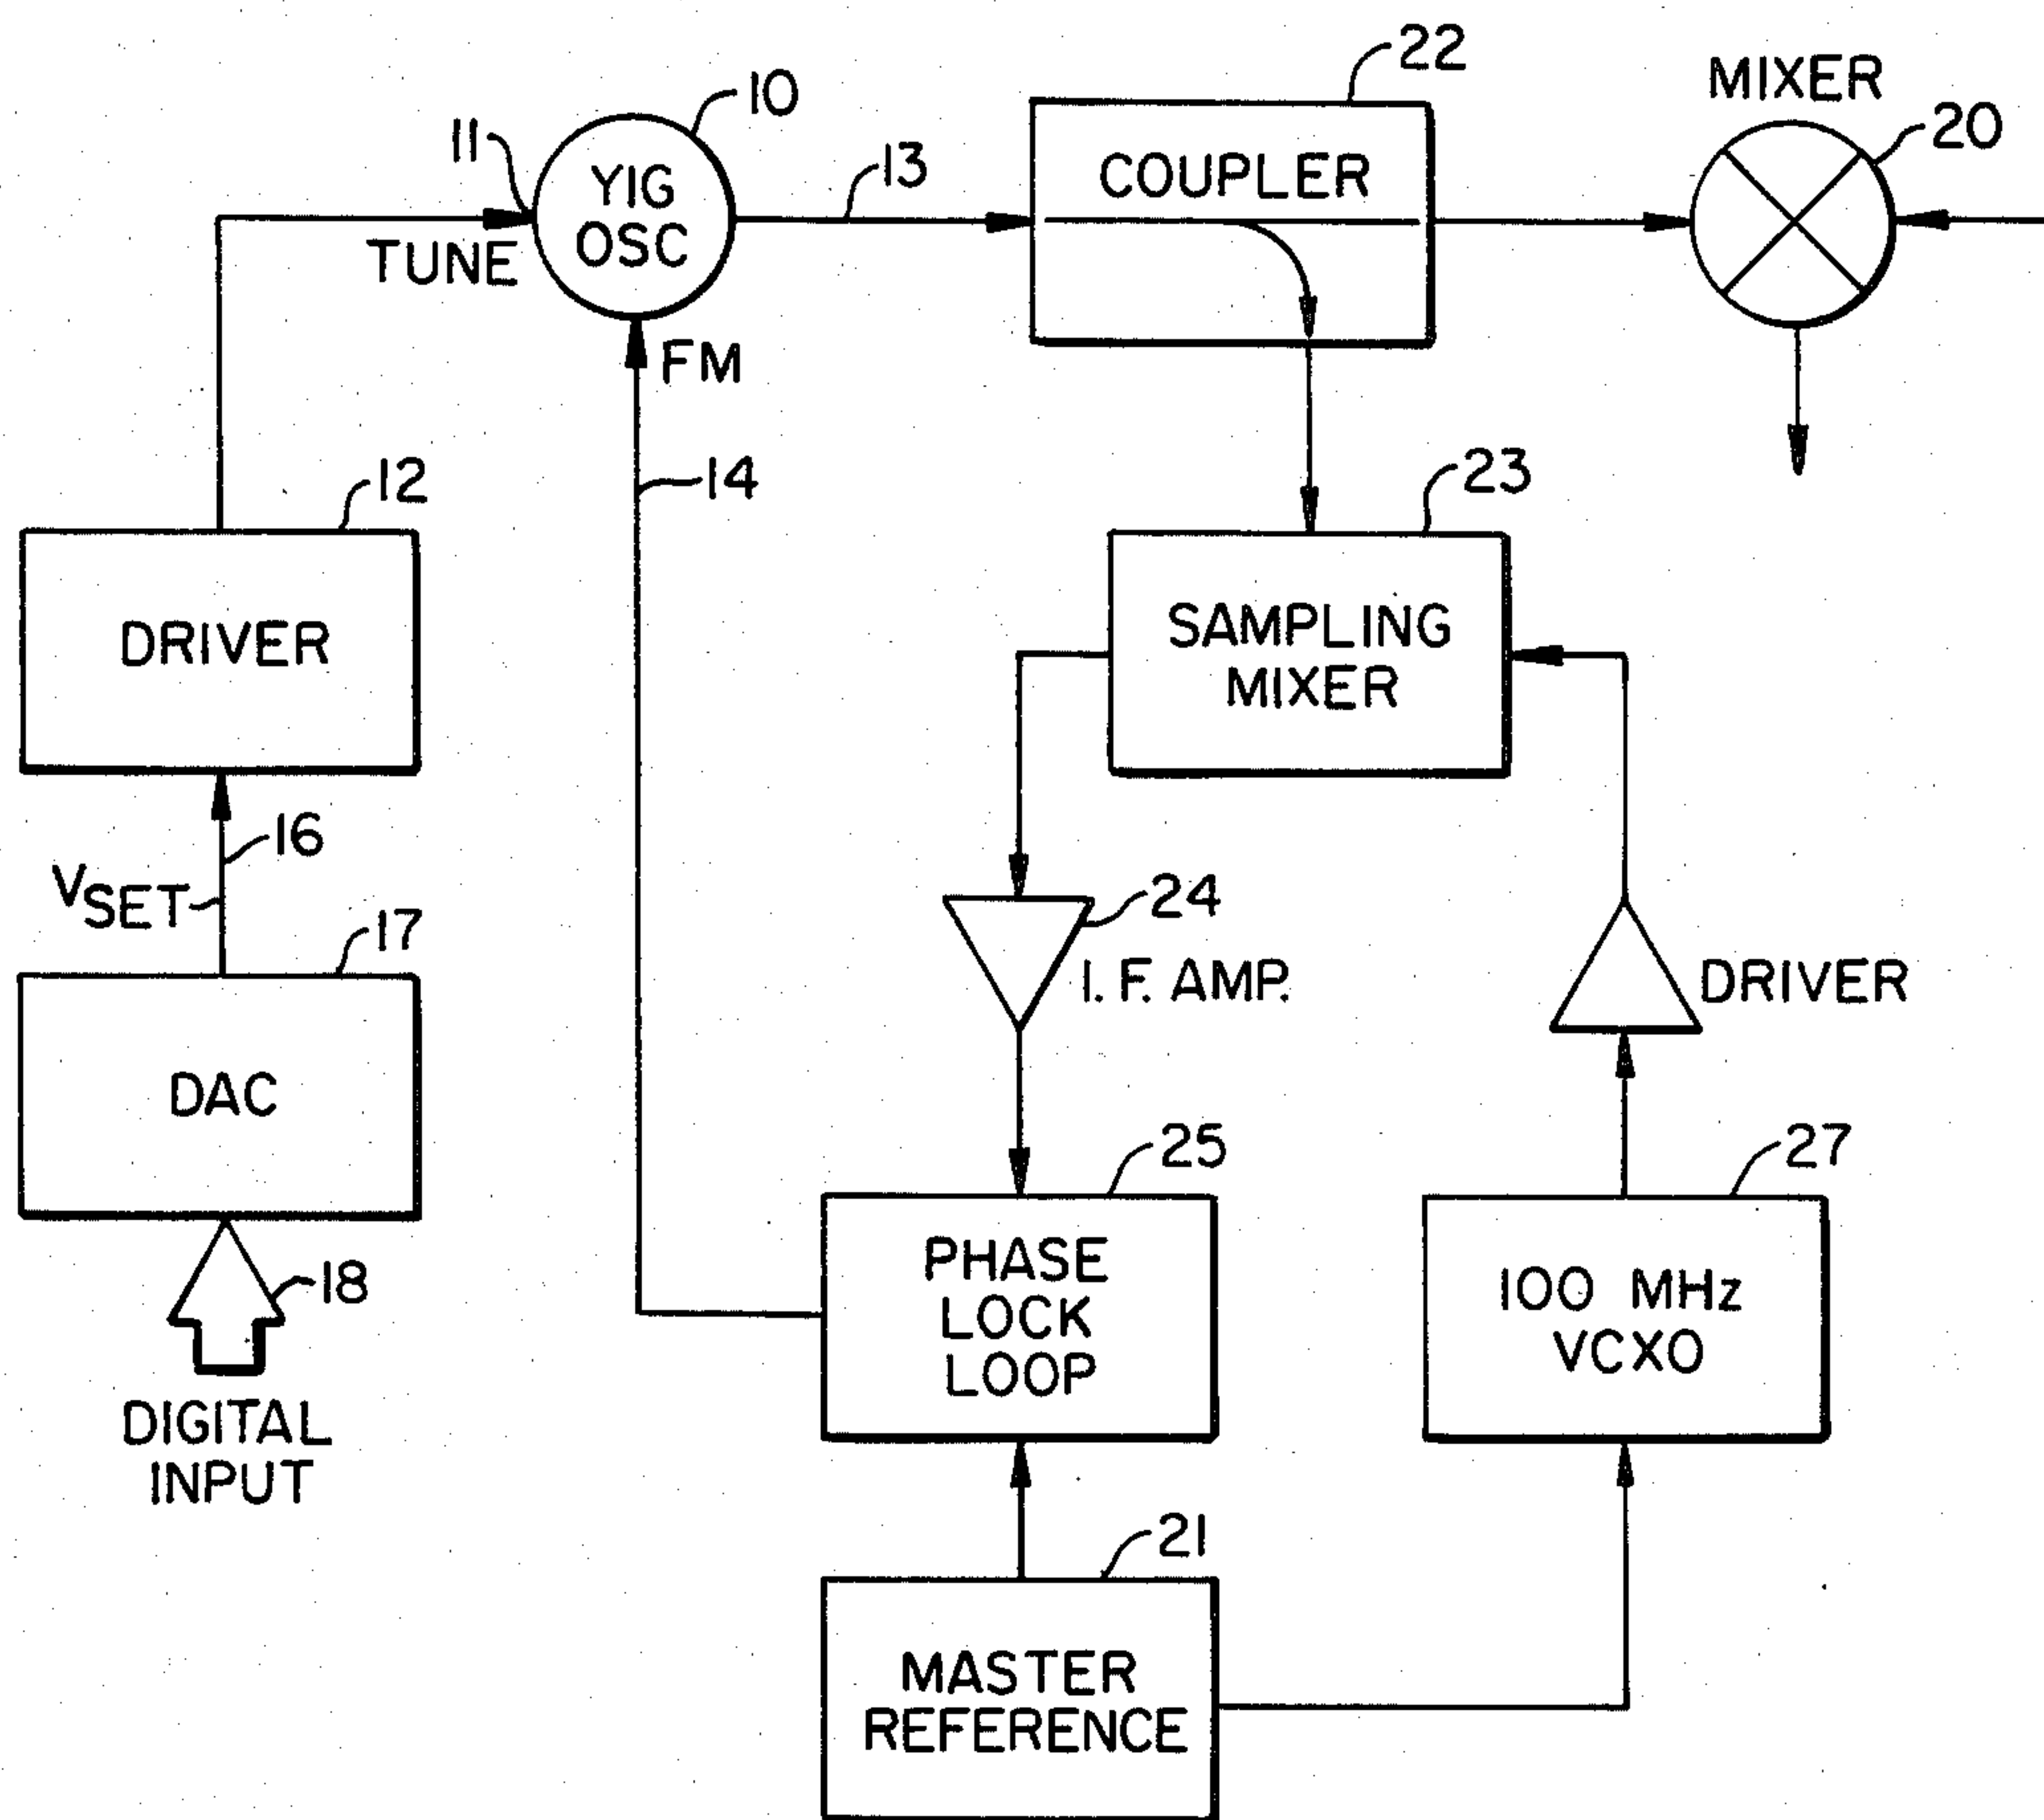 22
MIXER
10
20
11
YIG
OSC
13
COUPLER
TUNE
FM
12
14
23
DRIVER
SAMPLING
MIXER
16
VSET
17
24
I. F. AMP.
DRIVER
DAC
25
27
18
PHASE
LOCK
LOOP
100 MHz
VCXO
DIGITAL
INPUT
21
MASTER
REFERENCE